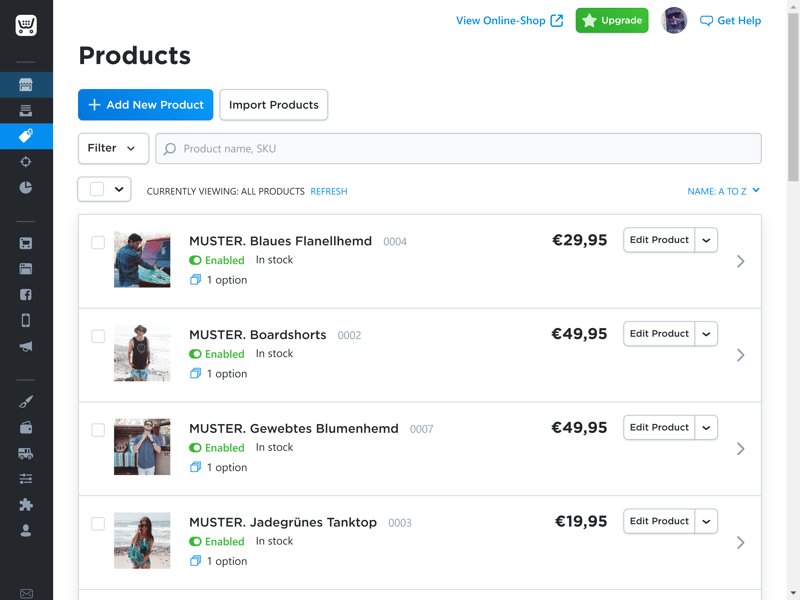 View Online-Shop
Upgrade
Get Help
Products
Add New Product
Import Products
Filter
Product name, SKU
CURRENTLY VIEWING: ALL PRODUCTS REFRESH
NAME: A TO Z
MUSTER. Blaues Flanellhemd 0004
€29,95
Edit Product
Enabled In stock
1 option
MUSTER. Boardshorts 0002
€49,95
Edit Product
Enabled In stock
1 option
MUSTER. Gewebtes Blumenhemd 0007
€49,95
Edit Product
Enabled In stock
1 option
MUSTER. Jadegrünes Tanktop 0003
€19,95
Edit Product
Enabled In stock
1 option